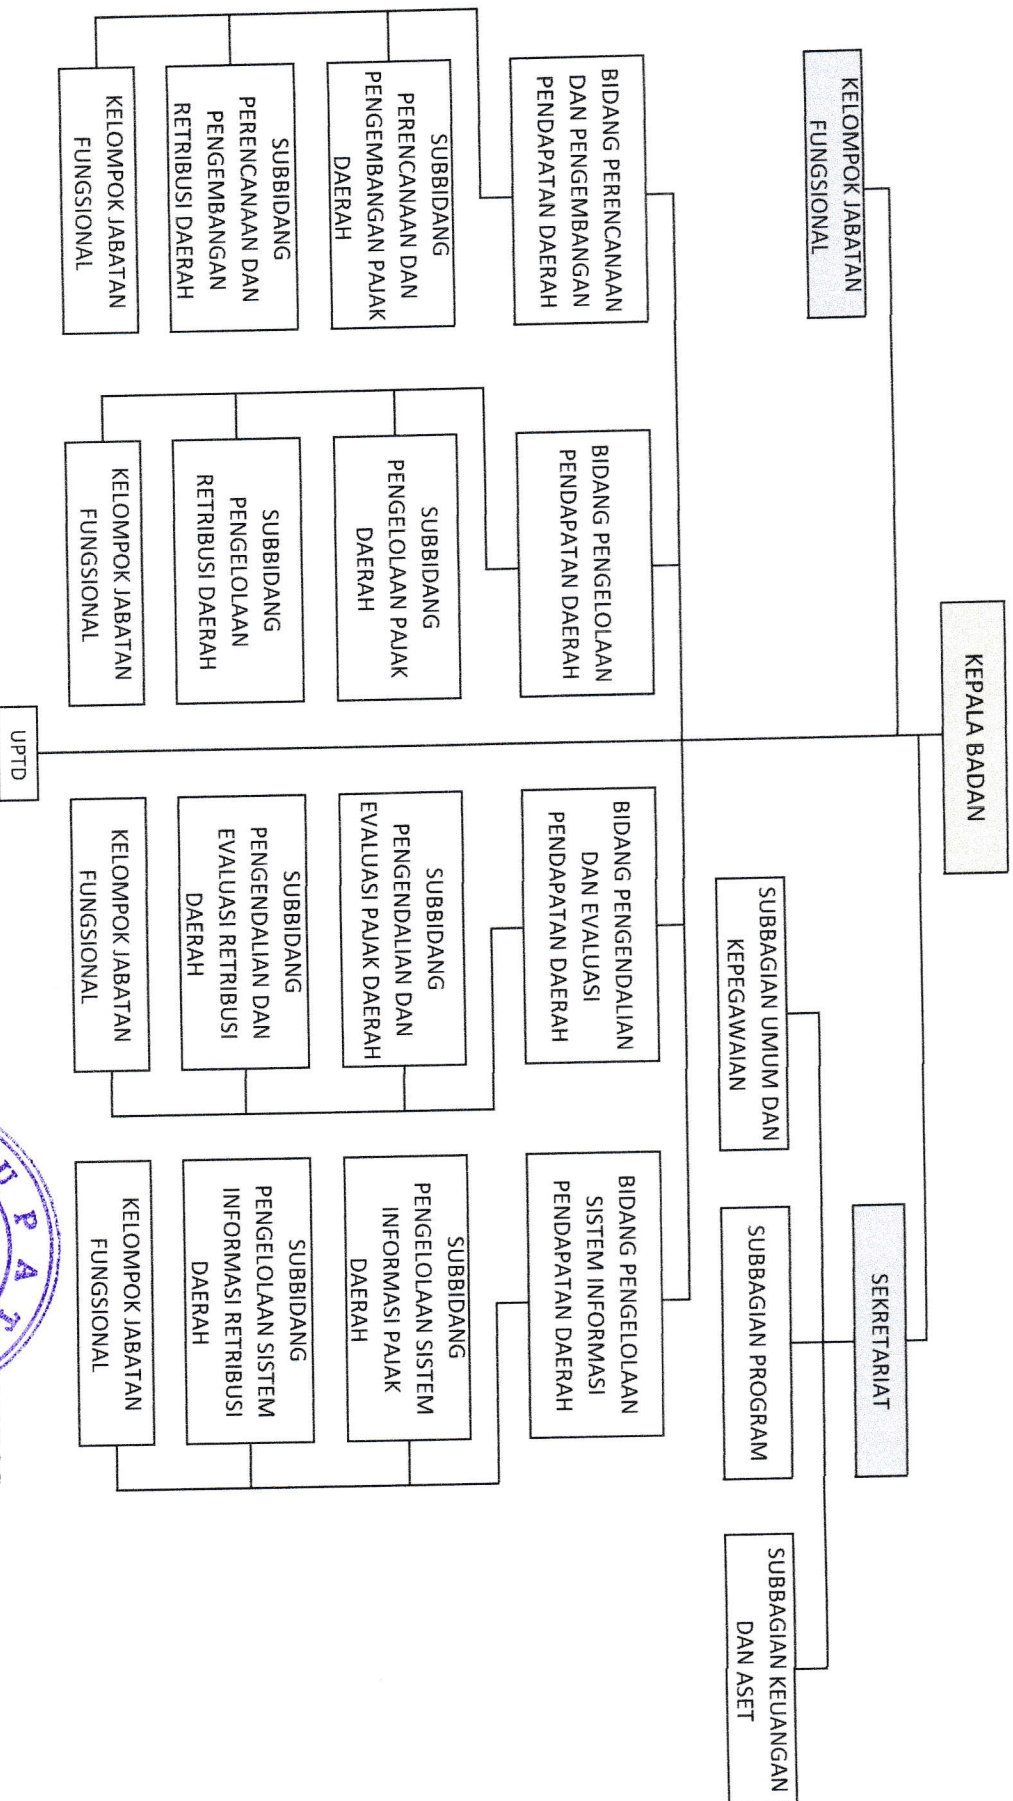 KEPALA BADAN
KELOMPOK JABATAN
FUNGSIONAL
SEKRETARIAT
SUBBAGIAN UMUM DAN
KEPEGAWAIAN
SUBBAGIAN PROGRAM
SUBBAGIAN KEUANGAN
DAN ASET
BIDANG PERENCANAAN
DAN PENGEMBANGAN
PENDAPATAN DAERAH
BIDANG PENGELOLAAN
PENDAPATAN DAERAH
BIDANG PENGENDALIAN
DAN EVALUASI
PENDAPATAN DAERAH
BIDANG PENGELOLAAN
SISTEM INFORMASI
PENDAPATAN DAERAH
SUBBIDANG
PERENCANAAN DAN
PENGEMBANGAN PAJAK
DAERAH
SUBBIDANG
PENGELOLAAN PAJAK
DAERAH
SUBBIDANG
PENGENDALIAN DAN
EVALUASI PAJAK DAERAH
SUBBIDANG
PENGELOLAAN SISTEM
INFORMASI PAJAK
DAERAH
SUBBIDANG
PERENCANAAN DAN
PENGEMBANGAN
RETRIBUSI DAERAH
SUBBIDANG
PENGELOLAAN
RETRIBUSI DAERAH
SUBBIDANG
PENGENDALIAN DAN
EVALUASI RETRIBUSI
DAERAH
SUBBIDANG
PENGELOLAAN SISTEM
INFORMASI RETRIBUSI
DAERAH
KELOMPOK JABATAN
FUNGSIONAL
KELOMPOK JABATAN
FUNGSIONAL
KELOMPOK JABATAN
FUNGSIONAL
KELOMPOK JABATAN
FUNGSIONAL
UPTD
UPAT